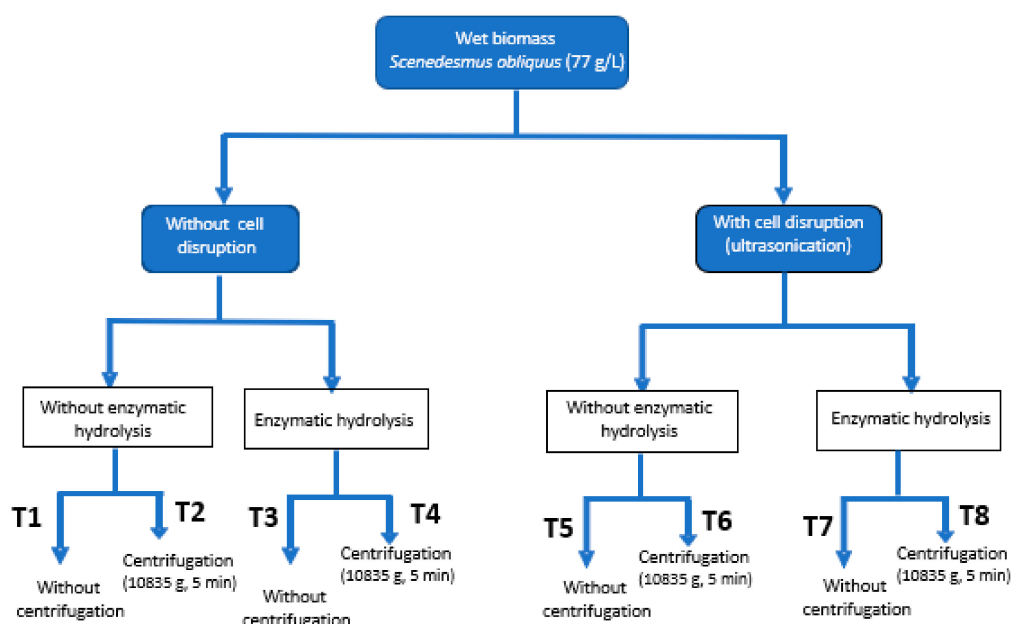 Wet biomass
Scenedesmus obliquus (77 g/L)
Without cell
disruption
With cell disruption
(ultrasonication)
Without enzymatic
hydrolysis
Enzymatic hydrolysis
Without enzymatic
hydrolysis
Enzymatic hydrolysis
T1
T2
T3
T4
T5
T6
T7
T8
Without
centrifugation
Centrifugation
(10835 g, 5 min)
Without
centrifugation
Centrifugation
(10835 g, 5 min)
Without
centrifugation
Centrifugation
(10835 g, 5 min)
Without
centrifugation
Centrifugation
(10835 g, 5 min)